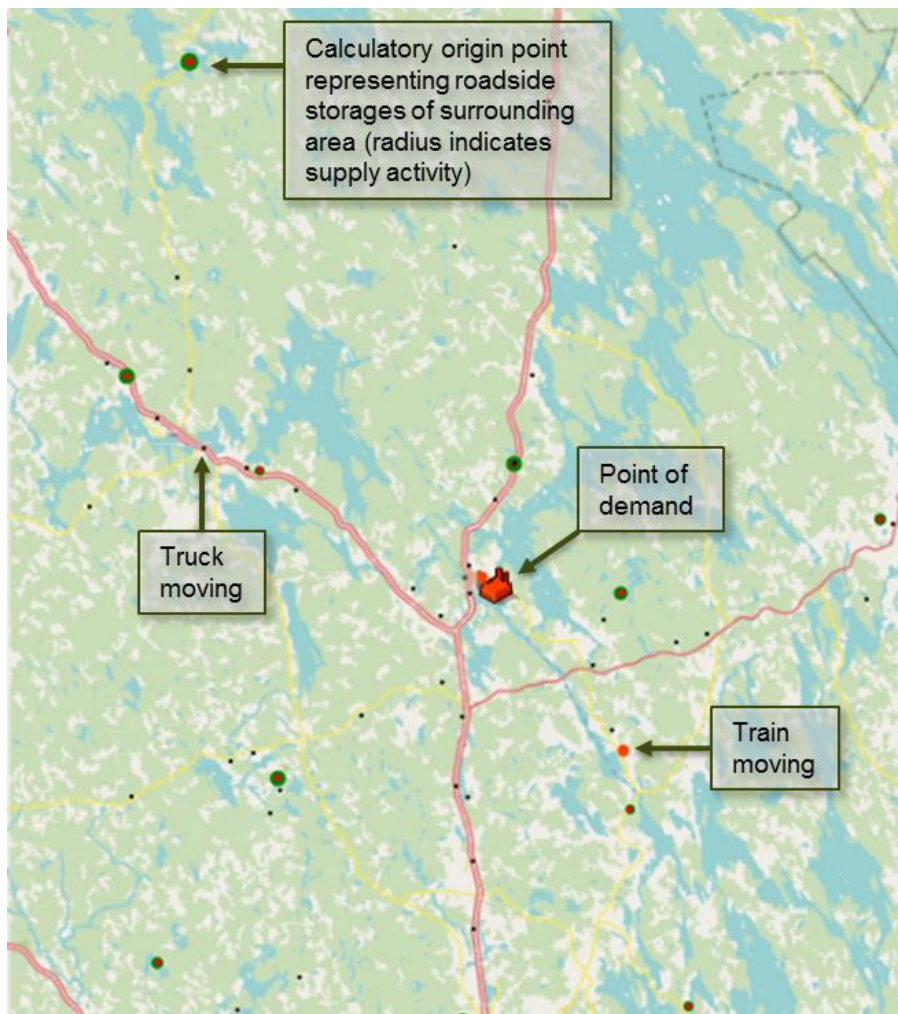 Calculatory origin point
representing roadside
storages of surrounding
area (radius indicates
supply activity)
Point of
demand
Truck
moving
Train
moving